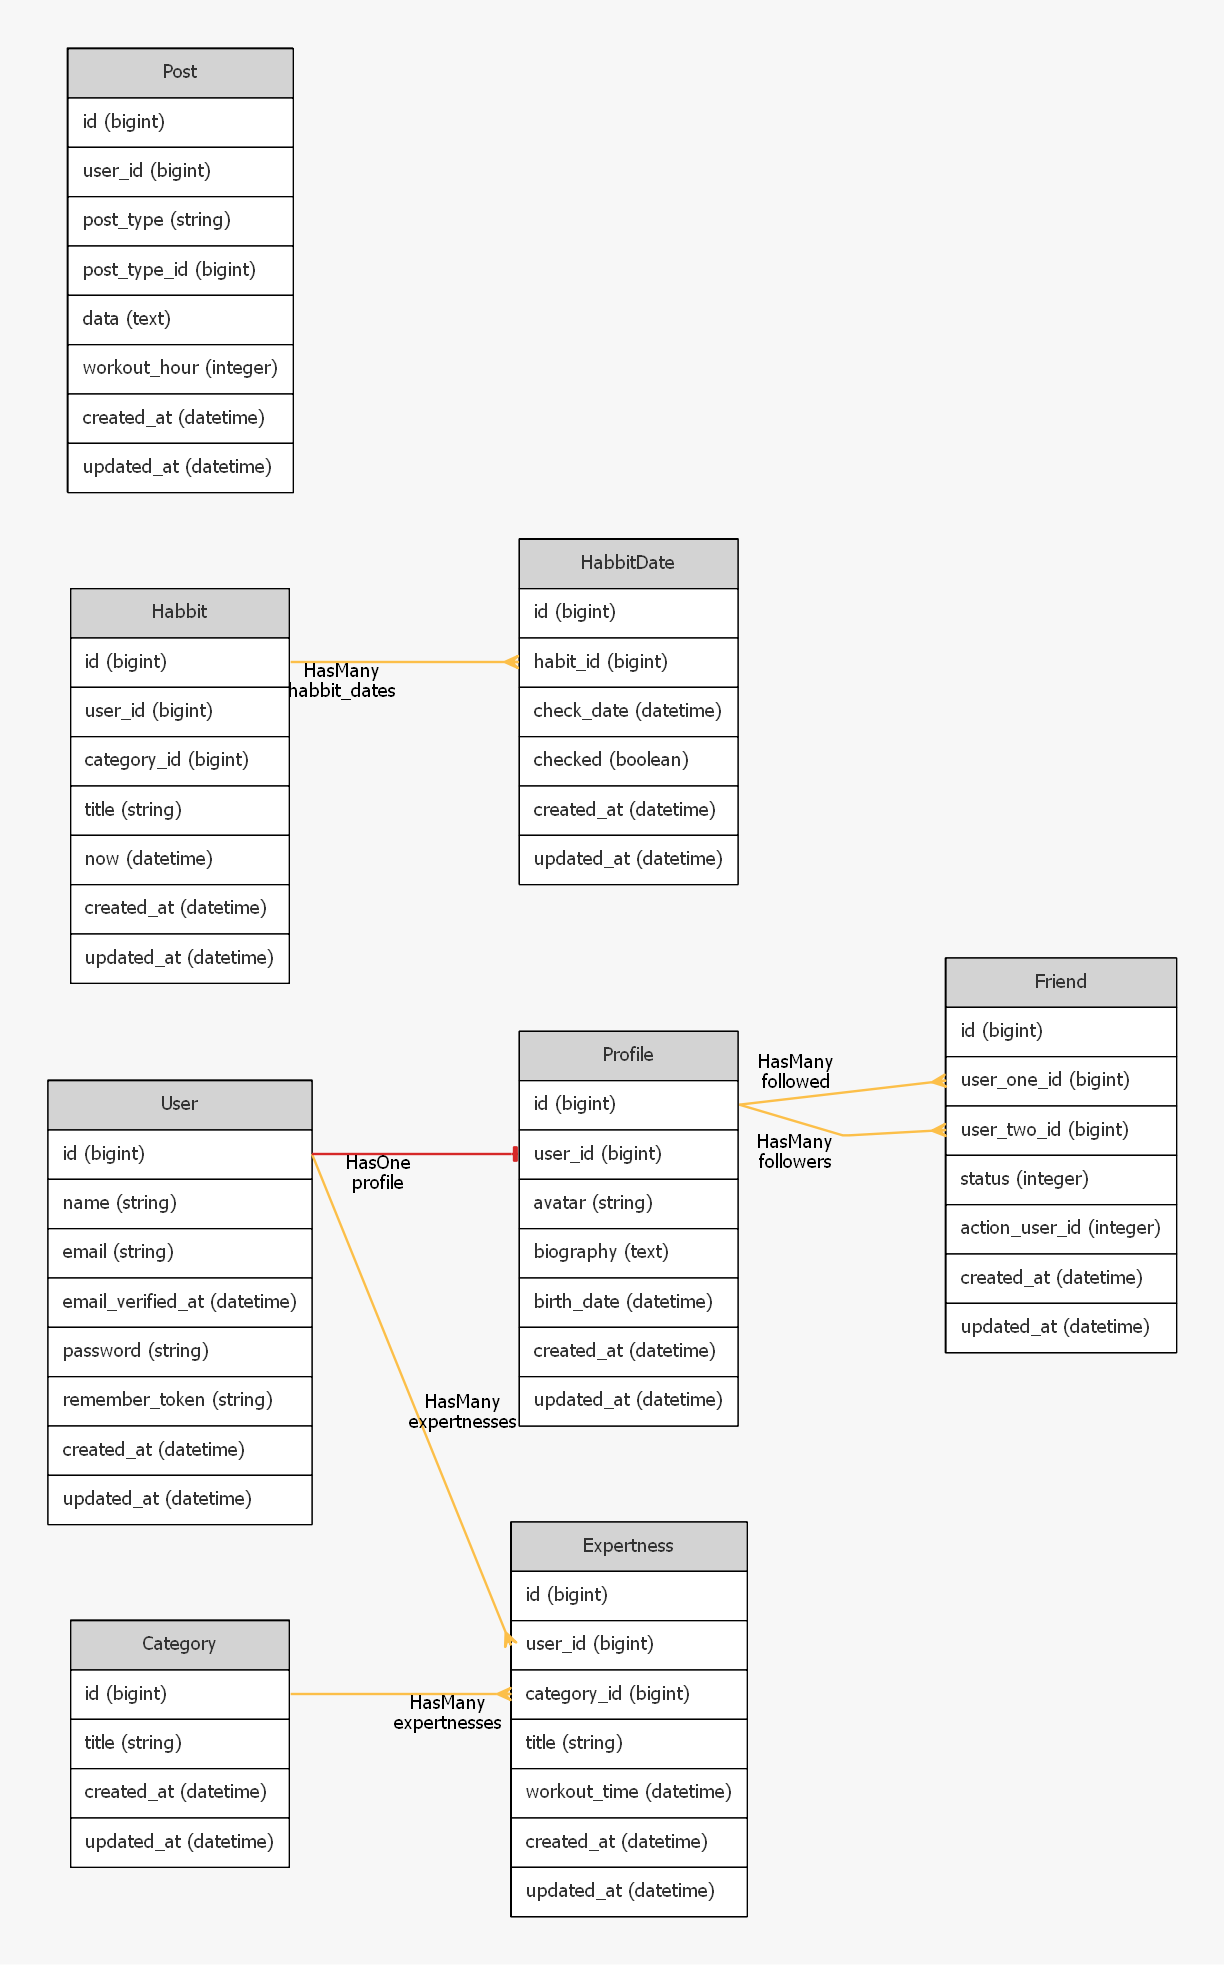 Post
id (bigint)
user_id (bigint)
post_type (string)
post_type_id (bigint)
data (text)
workout_hour (integer)
created_at (datetime)
updated_at (datetime)
HabbitDate
id (bigint)
habit_id (bigint)
check_date (datetime)
checked (boolean)
created_at (datetime)
updated_at (datetime)
Habbit
id (bigint)
user_id (bigint)
category_id (bigint)
title (string)
now (datetime)
created_at (datetime)
updated_at (datetime)
HasMany
habbit_dates
Friend
id (bigint)
user_one_id (bigint)
user_two_id (bigint)
status (integer)
action_user_id (integer)
created_at (datetime)
updated_at (datetime)
Profile
id (bigint)
user_id (bigint)
avatar (string)
biography (text)
birth_date (datetime)
created_at (datetime)
updated_at (datetime)
HasMany
followed
HasMany
followers
User
id (bigint)
name (string)
email (string)
email_verified_at (datetime)
password (string)
remember_token (string)
created_at (datetime)
updated_at (datetime)
HasOne
profile
HasMany
expertnesses
Expertness
id (bigint)
user_id (bigint)
category_id (bigint)
title (string)
workout_time (datetime)
created_at (datetime)
updated_at (datetime)
Category
id (bigint)
title (string)
created_at (datetime)
updated_at (datetime)
HasMany
expertnesses